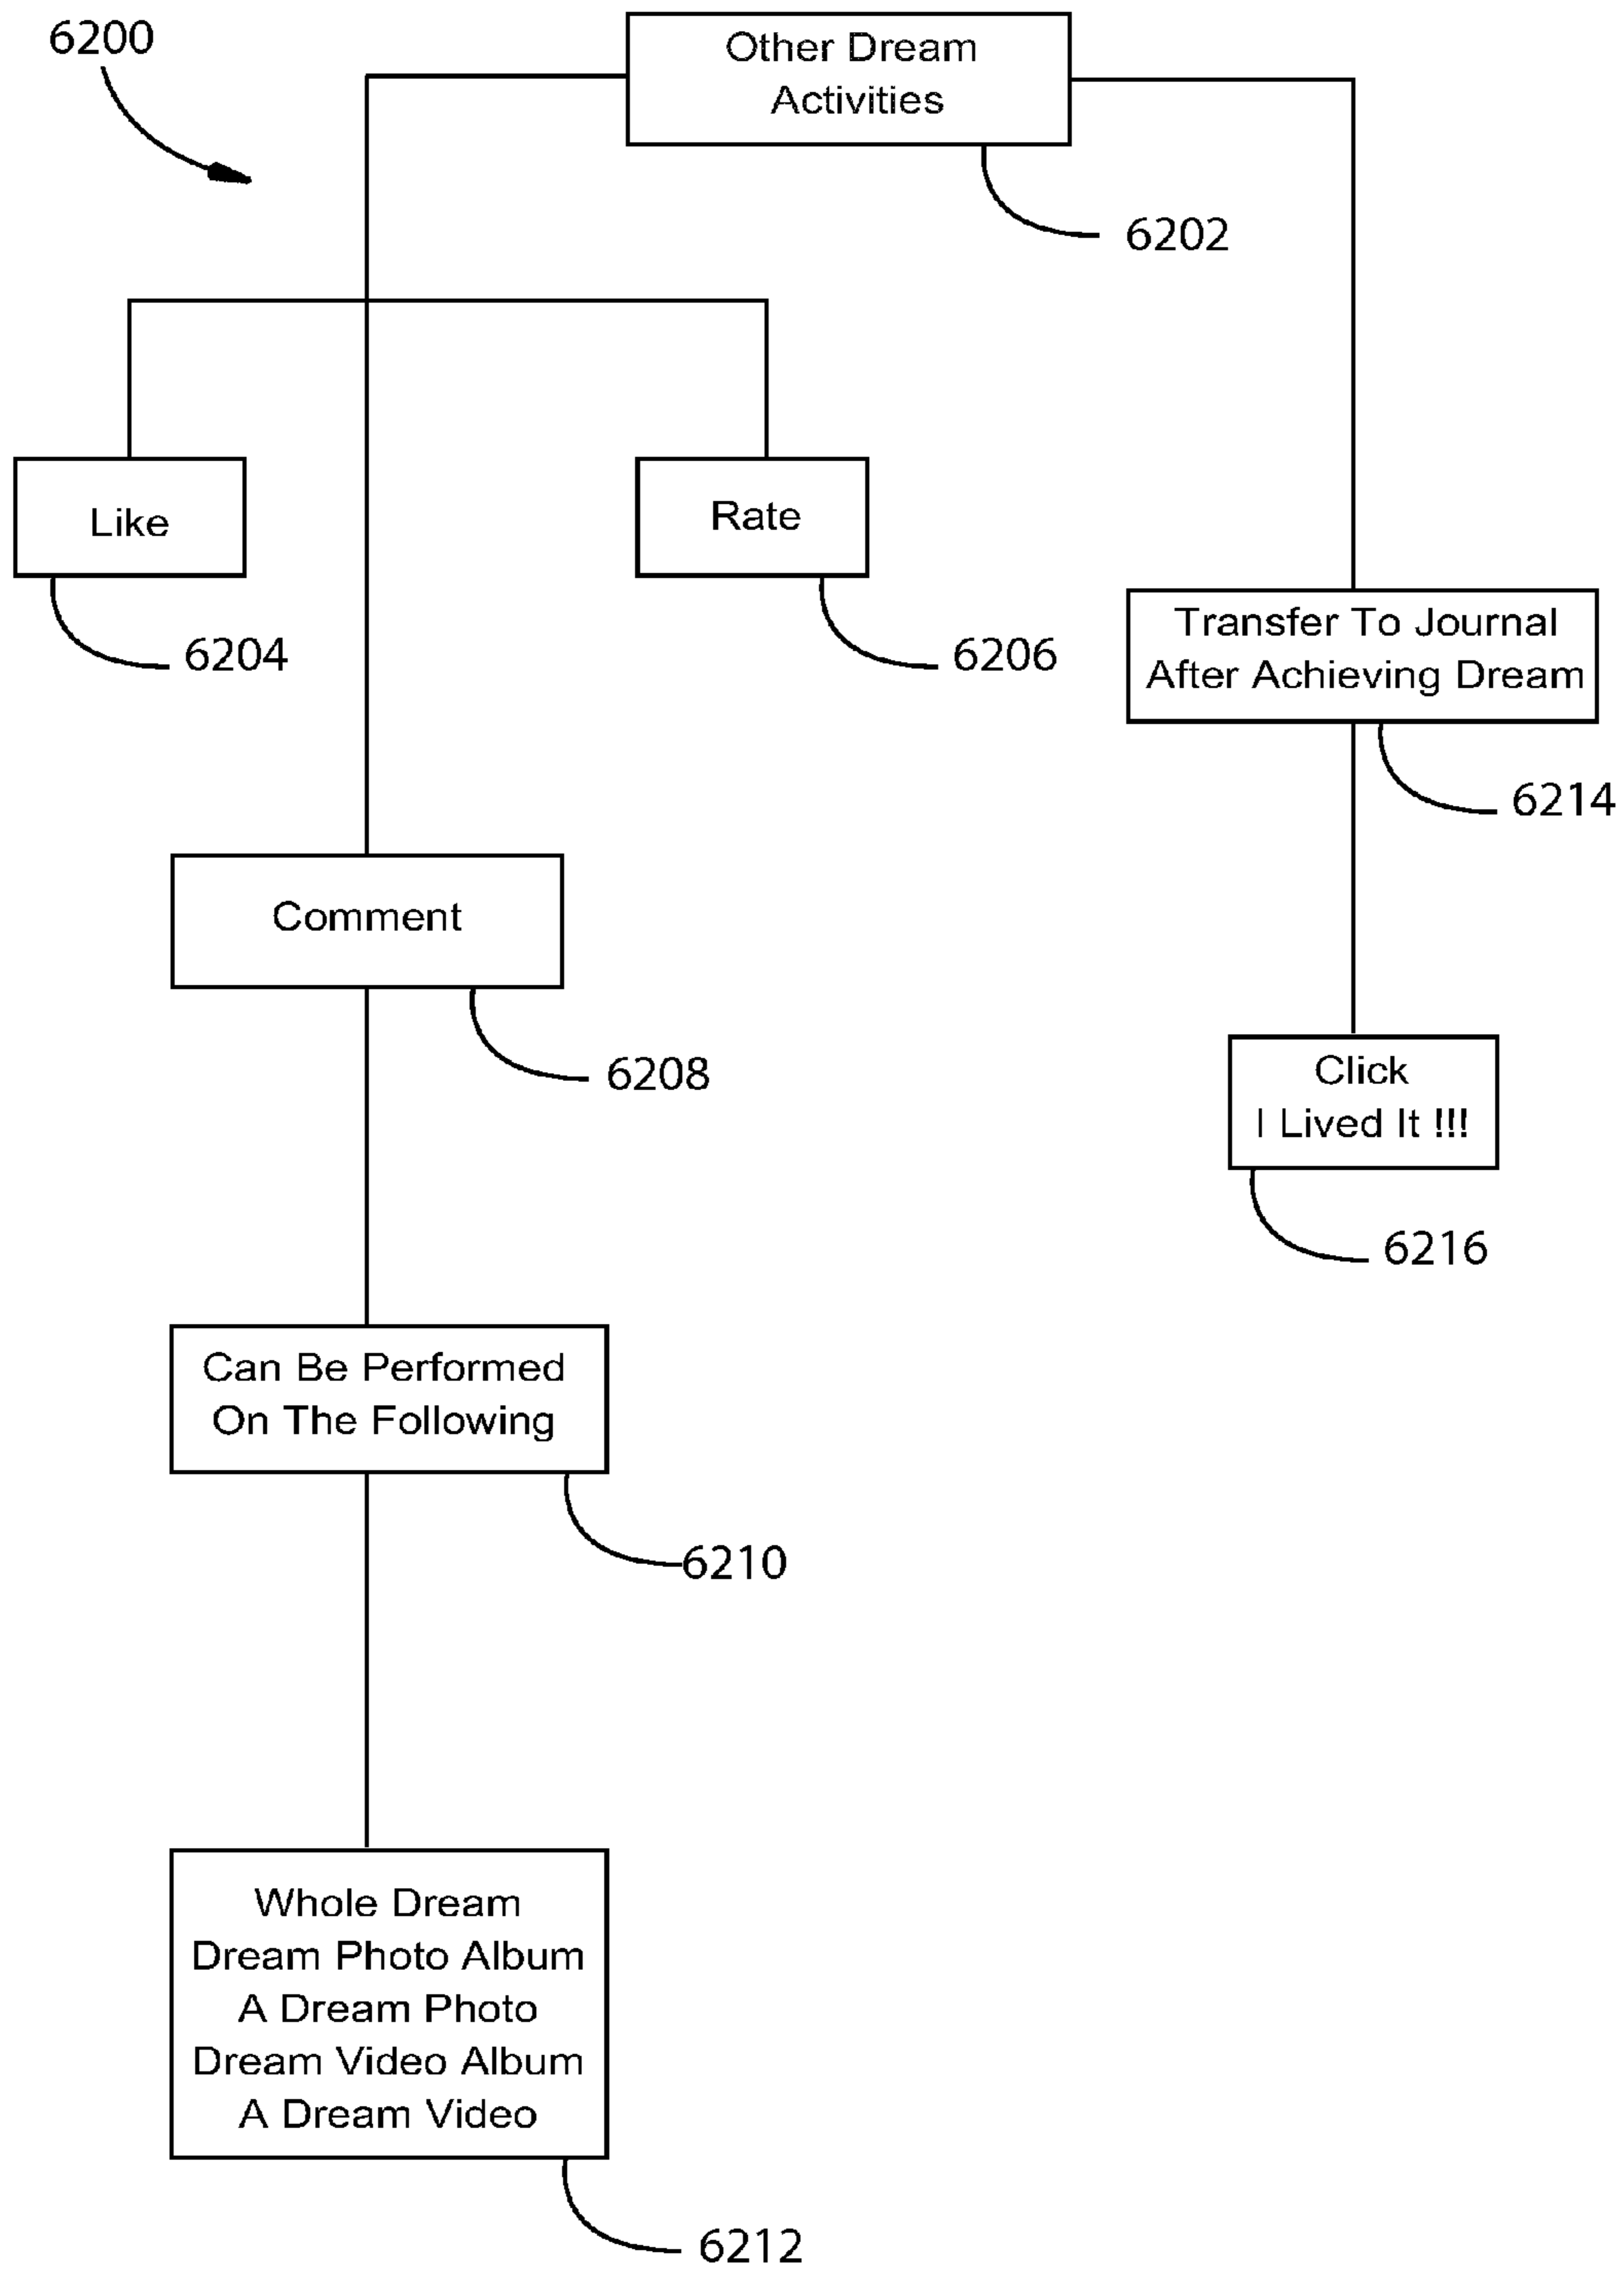 6200
Other Dream
Activities
6202
Like
6204
Rate
6206
Transfer To Journal
After Achieving Dream
6214
Comment
6208
Click
I Lived It !!!
6216
Can Be Performed
On The Following
6210
Whole Dream
Dream Photo Album
A Dream Photo
Dream Video Album
A Dream Video
6212